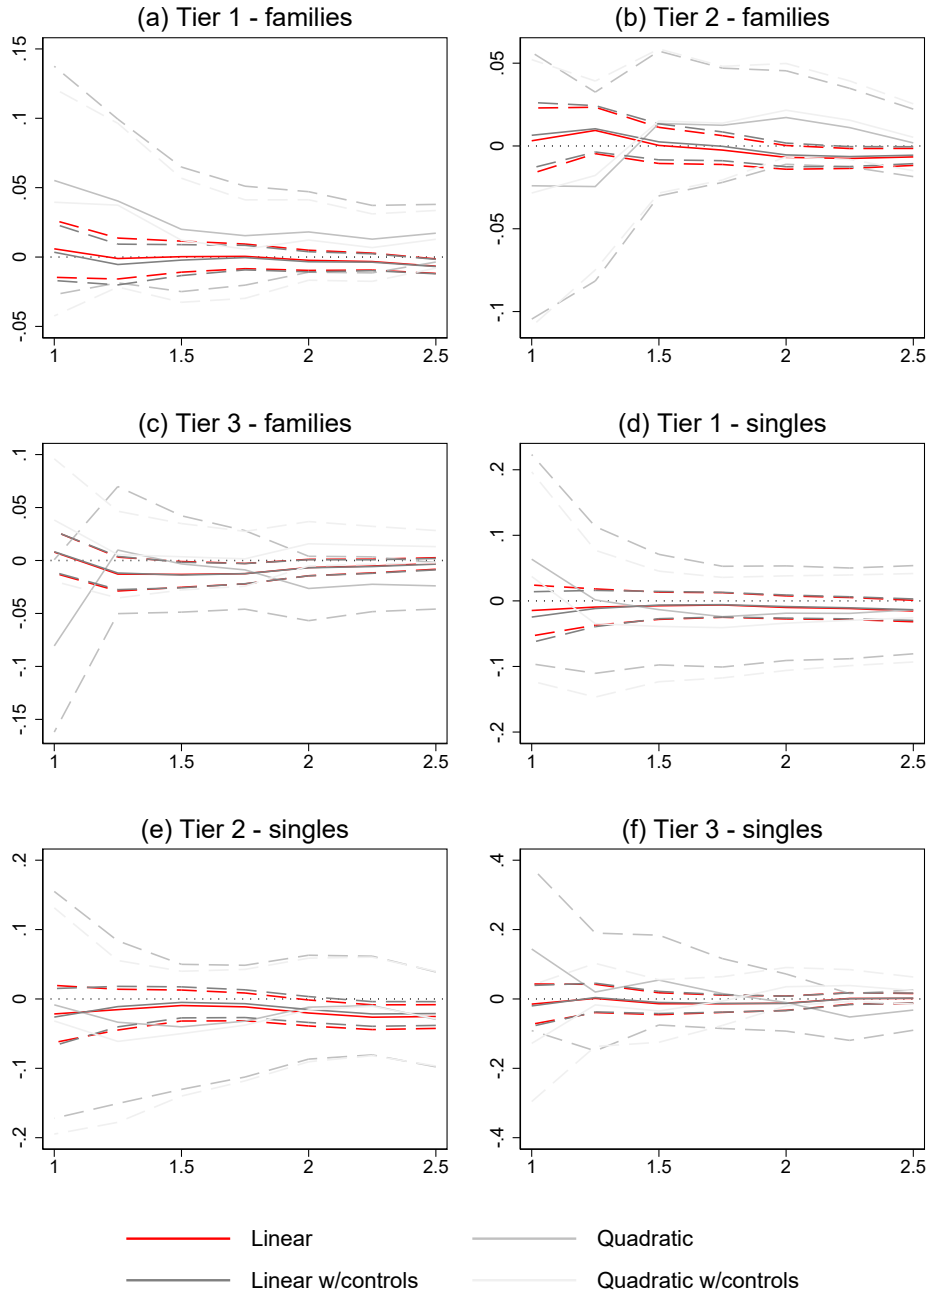 (a) Tier 1 - families
.15
.1
.05
0
-.05
1 1.5 2 2.5
(b) Tier 2 - families
.05
0
-.1
1 1.5 2 2.5
(c) Tier 3 - families
.1
.05
0
-.05
-.1
-.15
1 1.5 2 2.5
(d) Tier 1 - singles
.2
.1
0
-.1
-.2
1 1.5 2 2.5
(e) Tier 2 - singles
.2
.1
0
-.1
-.2
1 1.5 2 2.5
(f) Tier 3 - singles
.4
.2
0
-.2
-.4
1 1.5 2 2.5
Linear
Quadratic
Linear w/controls
Quadratic w/controls